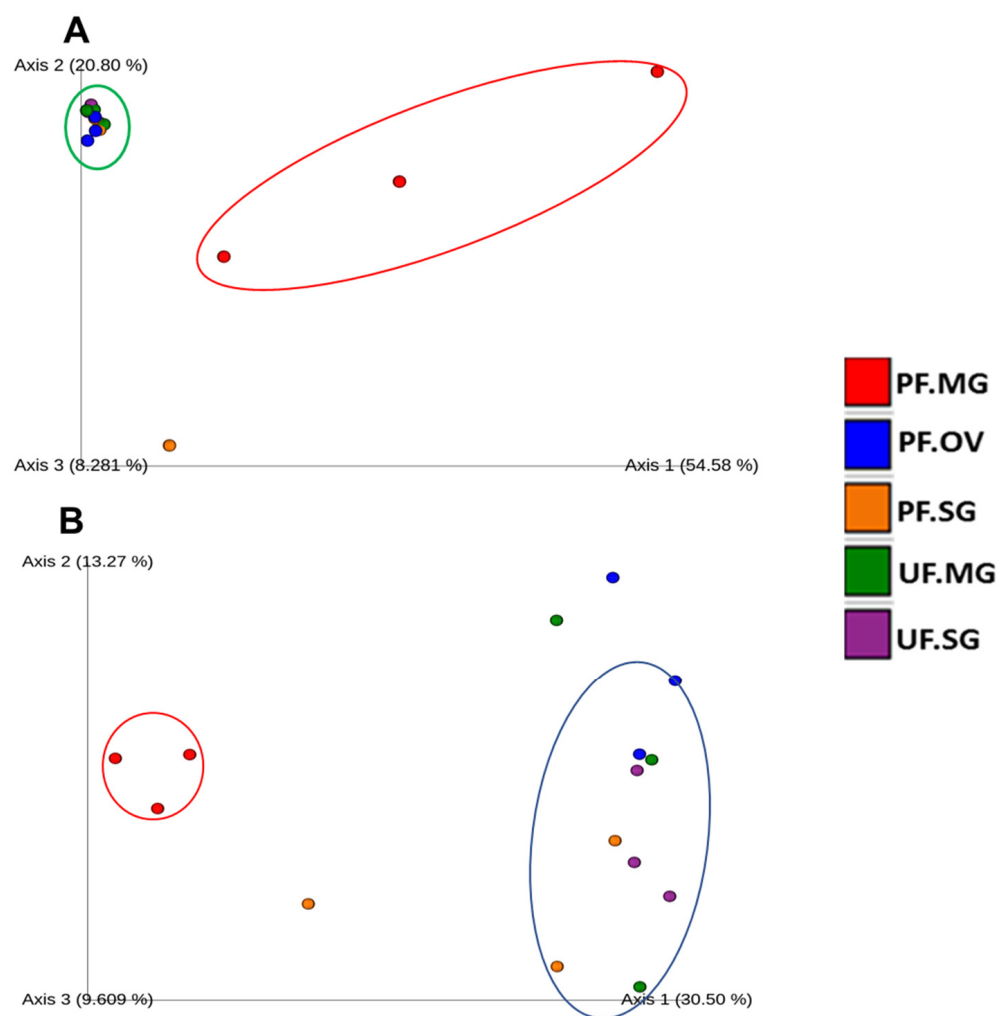 A
Axis 2 (20.80 %)
Axis 3 (8.281 %)
Axis 1 (54.58 %)
PF.MG
PF.OV
PF.SG
UF.MG
UF.SG
B
Axis 2 (13.27 %)
Axis 3 (9.609 %)
Axis 1 (30.50 %)